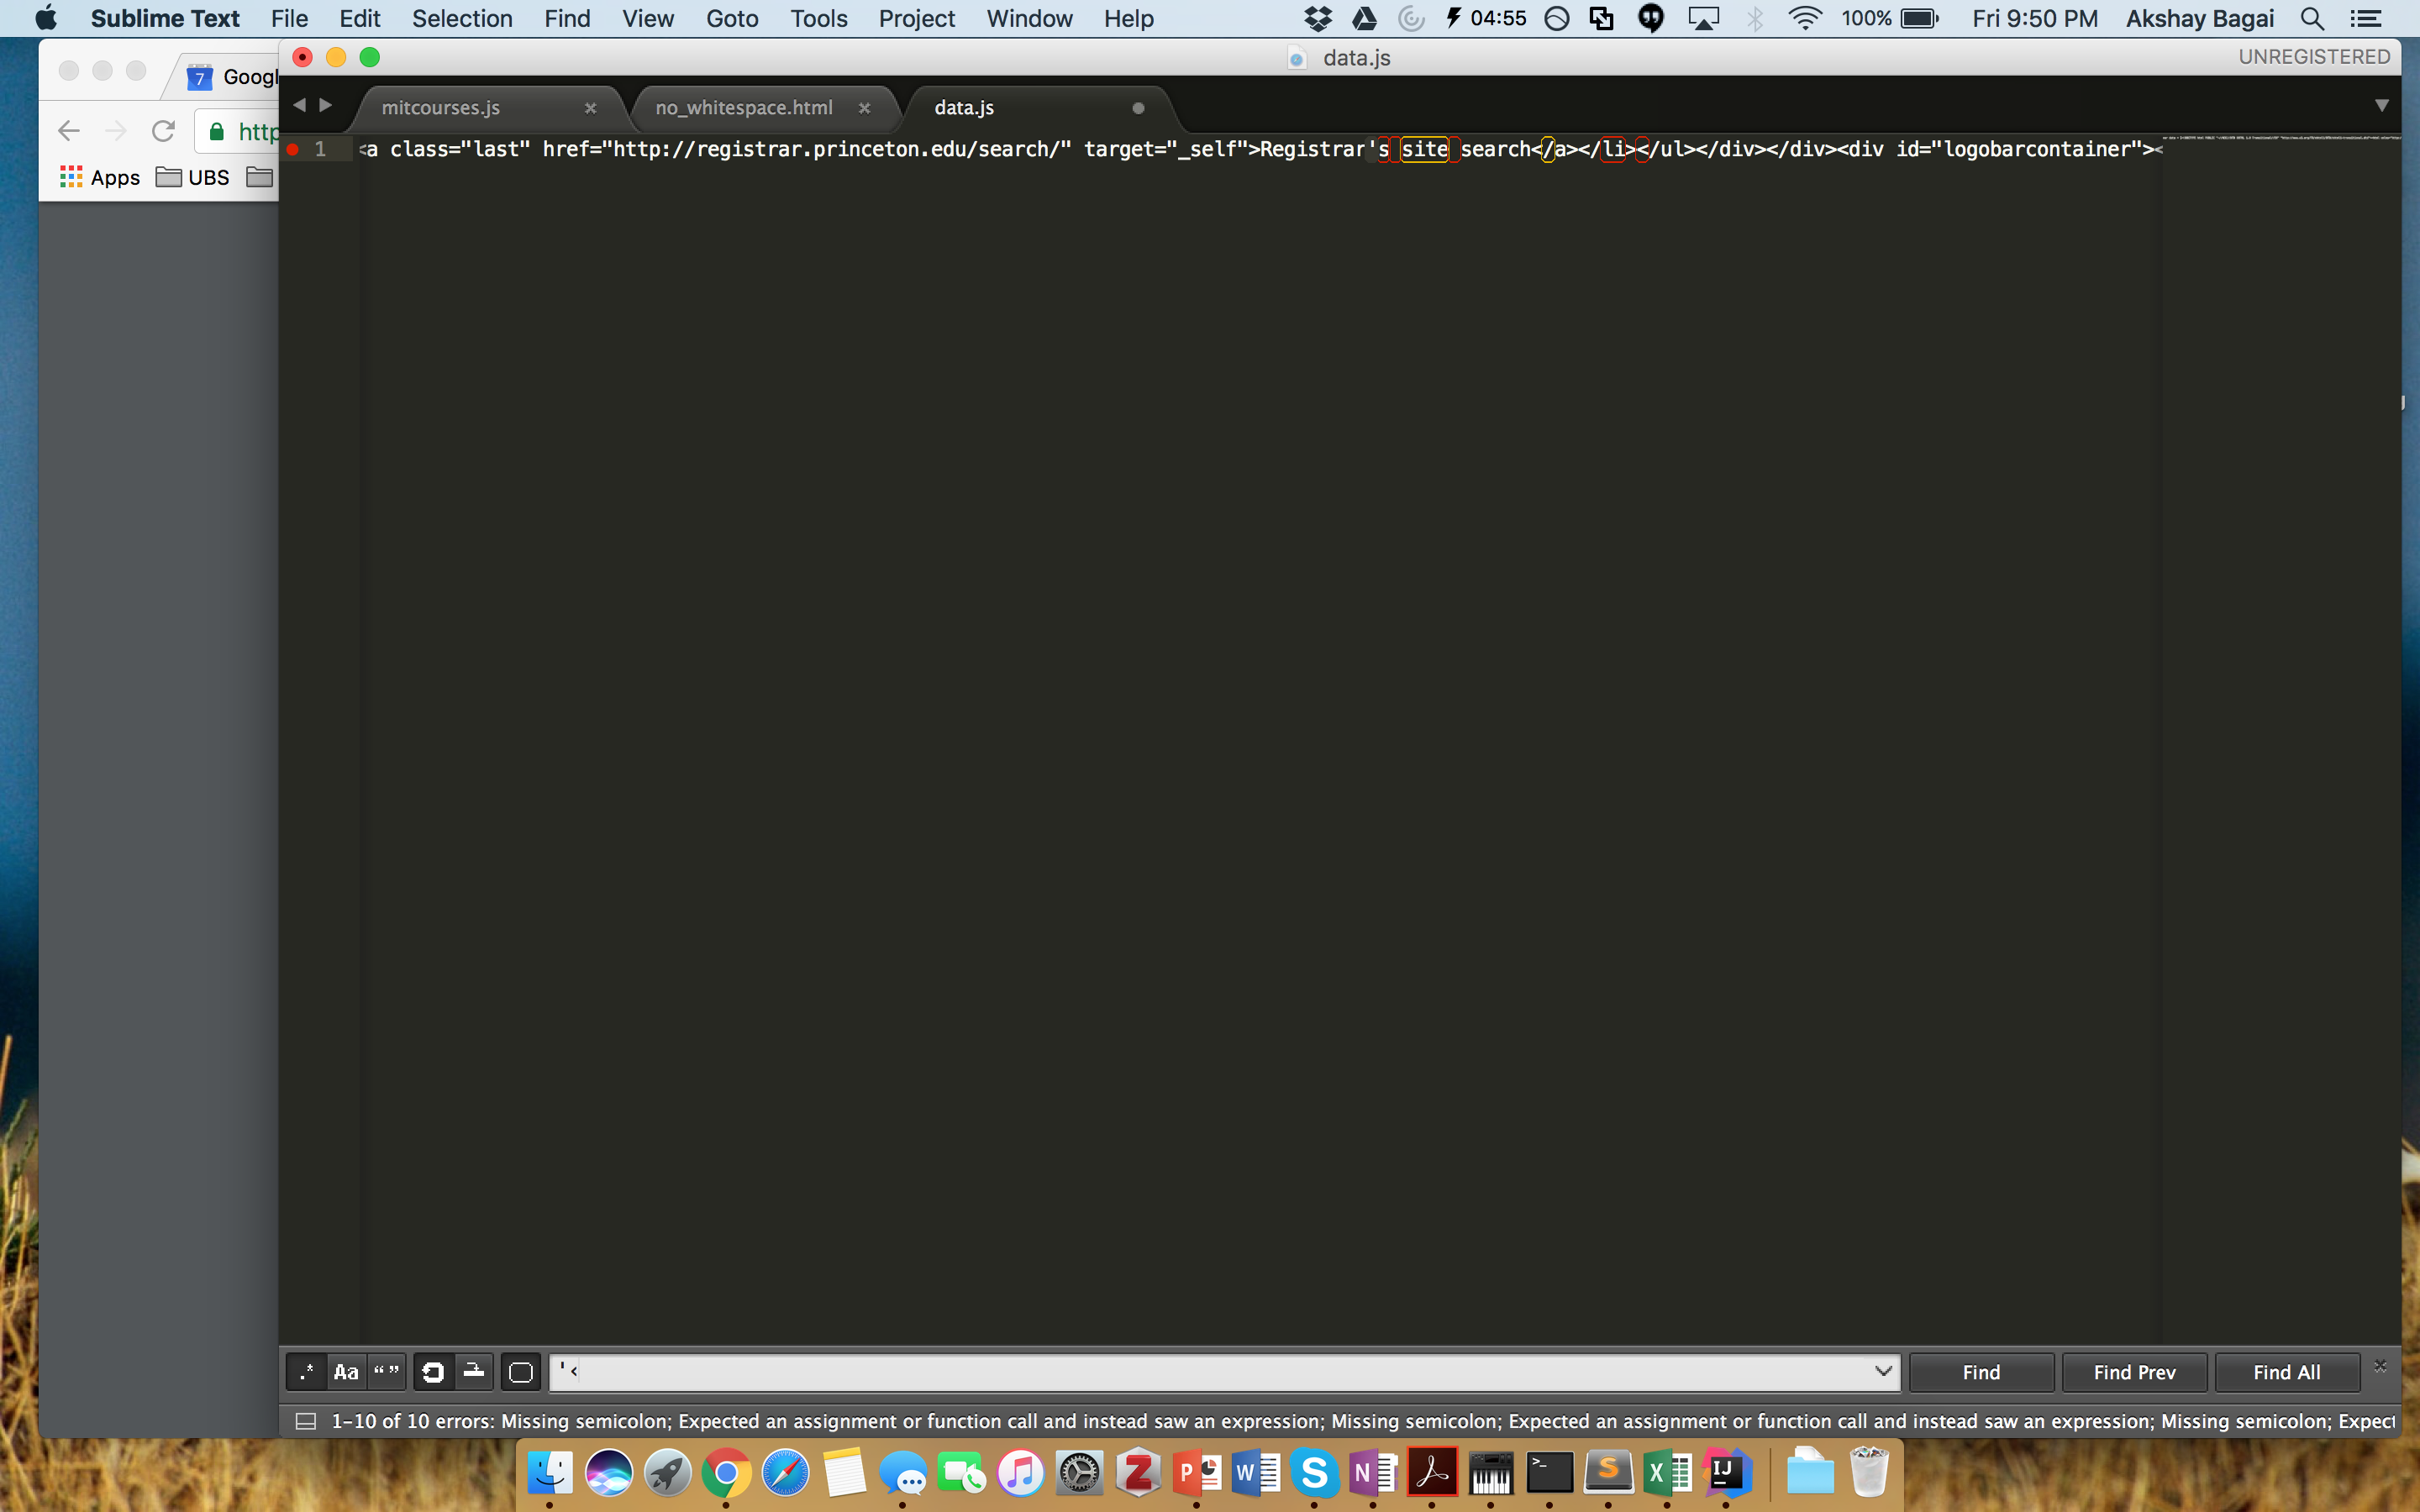 Sublime Text File Edit Selection Find View Goto Tools Project Window Help 04:55 100% Fri 9:50 PM Akshay Bagai
data.js UNREGISTERED
7 Googl
mitcourses.js no_whitespace.html data.js
http
1 <a class="last" href="http://registrar.princeton.edu/search/" target="_self">Registrar's site search</a></li></ul></div></div><div id="logobarcontainer"><
Apps UBS
.* Aa “” '< Find Find Prev Find All
1-10 of 10 errors: Missing semicolon; Expected an assignment or function call and instead saw an expression; Missing semicolon; Expected an assignment or function call and instead saw an expression; Missing semicolon; Expect
Z P W S N >_ S X IJ